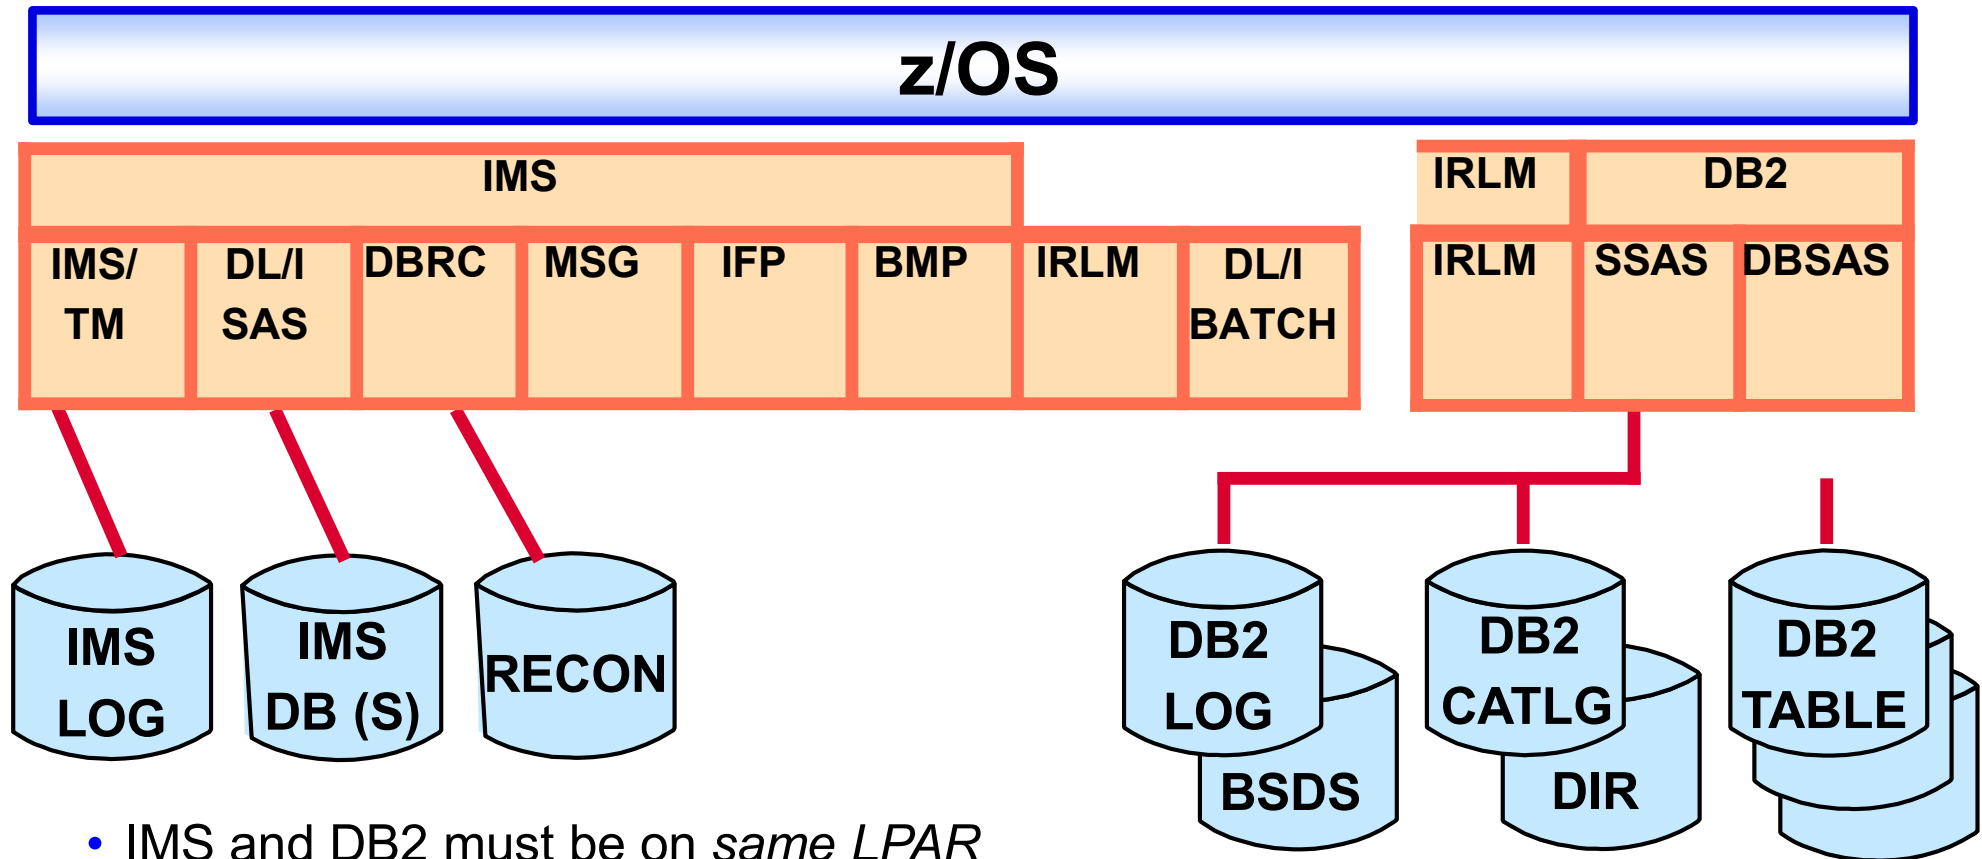 z/OS
IMS
IRLM
DB2
IMS/
TM
DL/I
SAS
DBRC
MSG
IFP
BMP
IRLM
DL/I
BATCH
IRLM
SSAS
DBSAS
IMS
LOG
IMS
DB (S)
RECON
DB2
LOG
BSDS
DB2
CATLG
DIR
DB2
TABLE
• IMS and DB2 must be on same LPAR